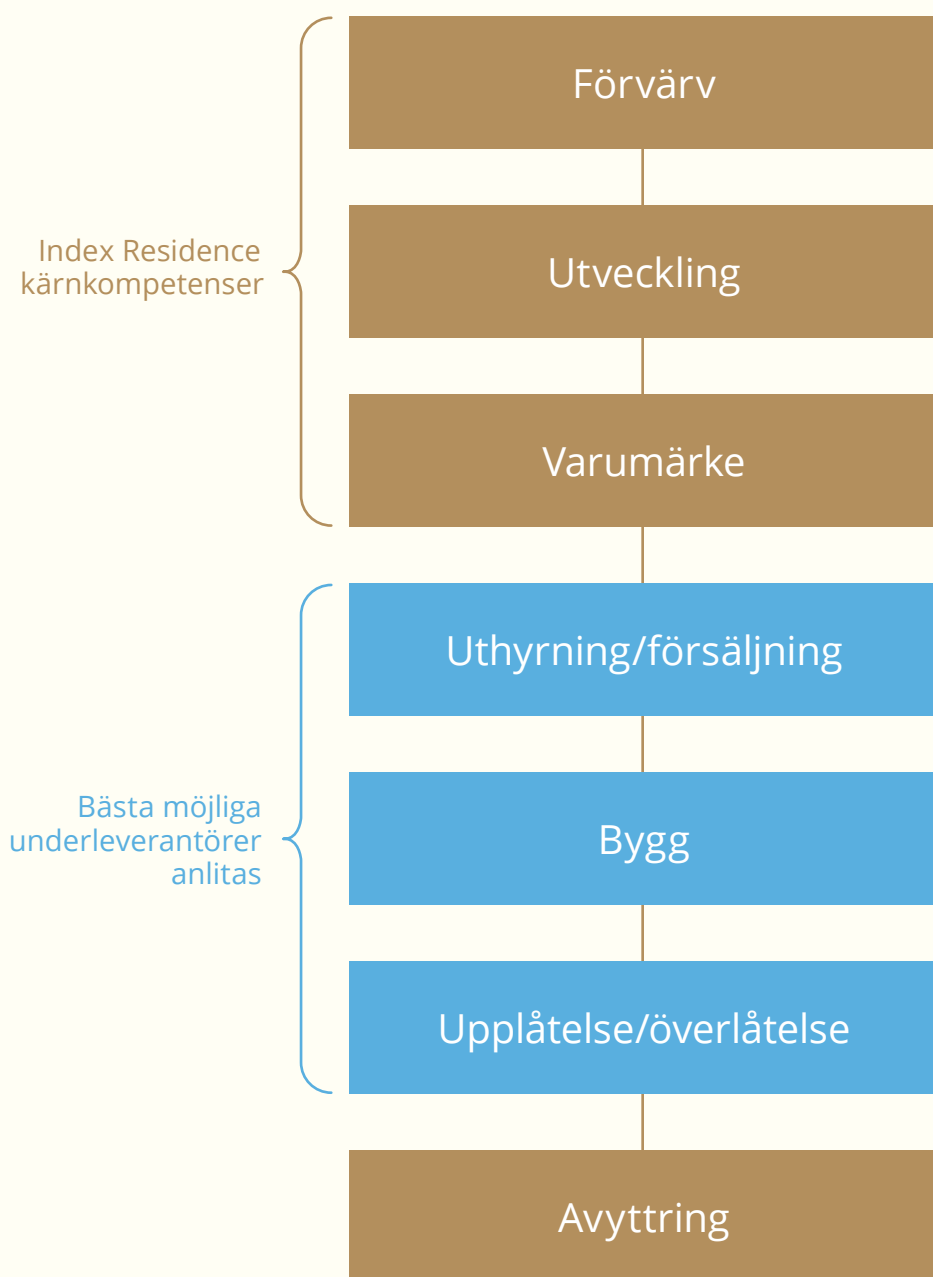 Förvärv
Utveckling
Index Residence
kärnkompetenser
Varumärke
Uthyrning/försäljning
Bygg
Bästa möjliga
underleverantörer
anlitas
Upplåtelse/överlåtelse
Avyttring